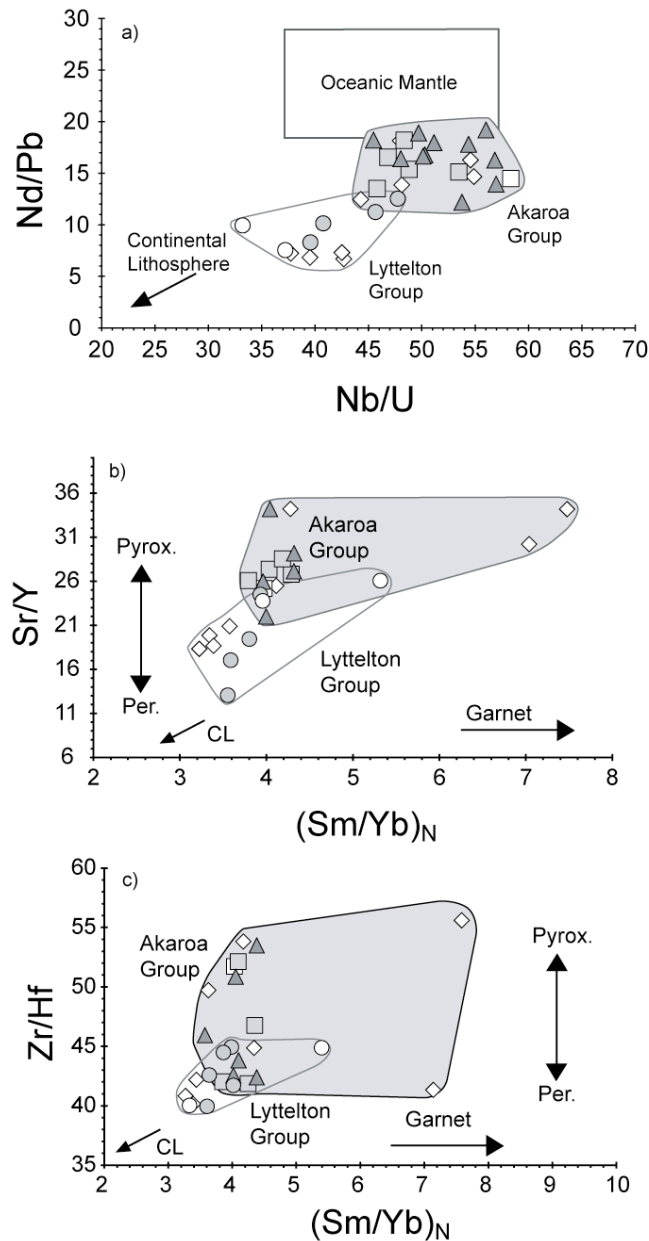 a)
30
25
20
15
10
5
0
Nd/Pb
Oceanic Mantle
Akaroa
Group
Continental
Lithosphere
Lyttelton
Group
20 25 30 35 40 45 50 55 60 65 70
Nb/U
b)
36
31
26
21
16
11
6
Sr/Y
Pyrox.
Per.
Akaroa
Group
Lyttelton
Group
CL
Garnet
2 3 4 5 6 7 8
(Sm/Yb)N
c)
60
55
50
45
40
35
Zr/Hf
Akaroa
Group
Pyrox.
Per.
Lyttelton
Group
CL
Garnet
2 3 4 5 6 7 8 9 10
(Sm/Yb)N